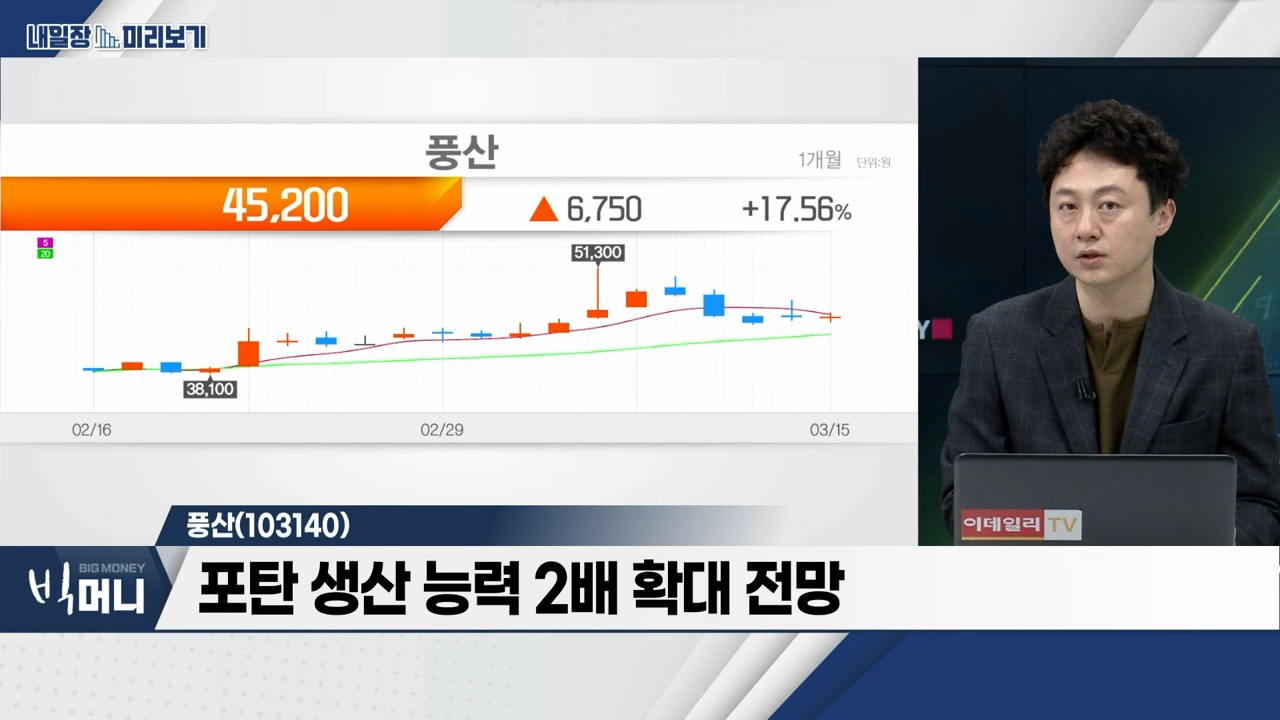 내일장 미리보기
풍산
1개월 단위:원
45,200 ▲ 6,750 +17.56%
5
20
51,300
38,100
02/16 02/29 03/15
Y
이데일리TV
풍산(103140)
BIG MONEY
빅머니
포탄 생산 능력 2배 확대 전망